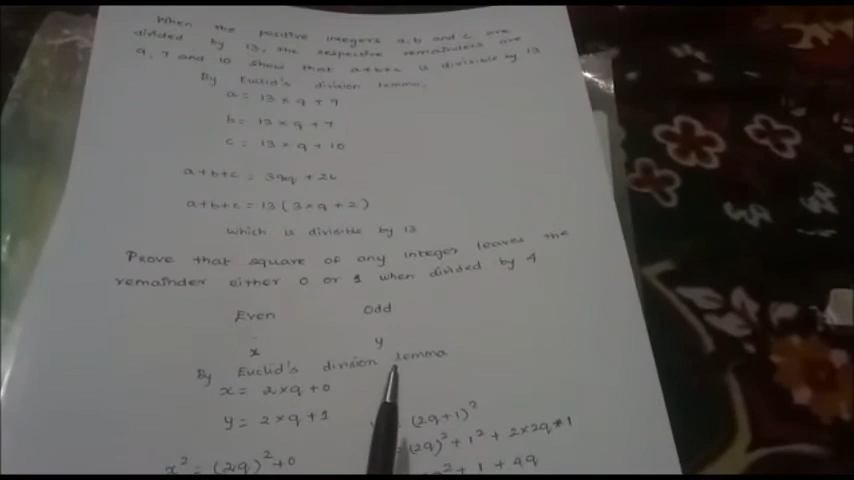 When the positive integers a, b and c are
divided by 13, the respective remainders are
9, 7 and 10 show that a+b+c is divisible by 13
By Euclid's division lemma,
a = 13 × q + 9
b = 13 × q + 7
c = 13 × q + 10
a+b+c = 39q + 26
a+b+c = 13 ( 3 × q + 2 )
which is divisible by 13
Prove that square of any integer leaves the
remainder either 0 or 1 when divided by 4
Even Odd
x y
By Euclid's division lemma
x = 2 × q + 0
y = 2 × q + 1 (2q+1)²
x² = (2q)² + 0 (2q)² + 1² + 2×2q×1
+ 1 + 4q